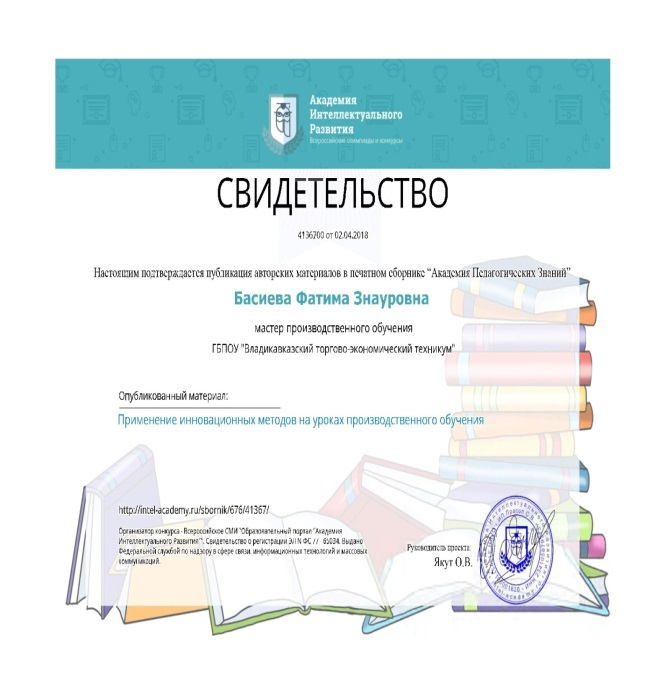 Академия
Интеллектуального
Развития
Всероссийские олимпиады и конкурсы
СВИДЕТЕЛЬСТВО
4136700 от 02.04.2018
Настоящим подтверждается публикация авторских материалов в печатном сборнике “Академия Педагогических Знаний”
Басиева Фатима Знауровна
мастер производственного обучения
ГБПОУ "Владикавказский торгово-экономический техникум"
Опубликованный материал:
Применение инновационных методов на уроках производственного обучения
http://intel-academy.ru/sbornik/676/41367/
Организатор конкурса - Всероссийское СМИ "Образовательный портал "Академия
Интеллектуального Развития"". Свидетельство о регистрации ЭЛ N ФС 77 - 65094. Выдано
Федеральной службой по надзору в сфере связи, информационных технологий и массовых
коммуникаций.
Руководитель проекта:
Якут О.В.